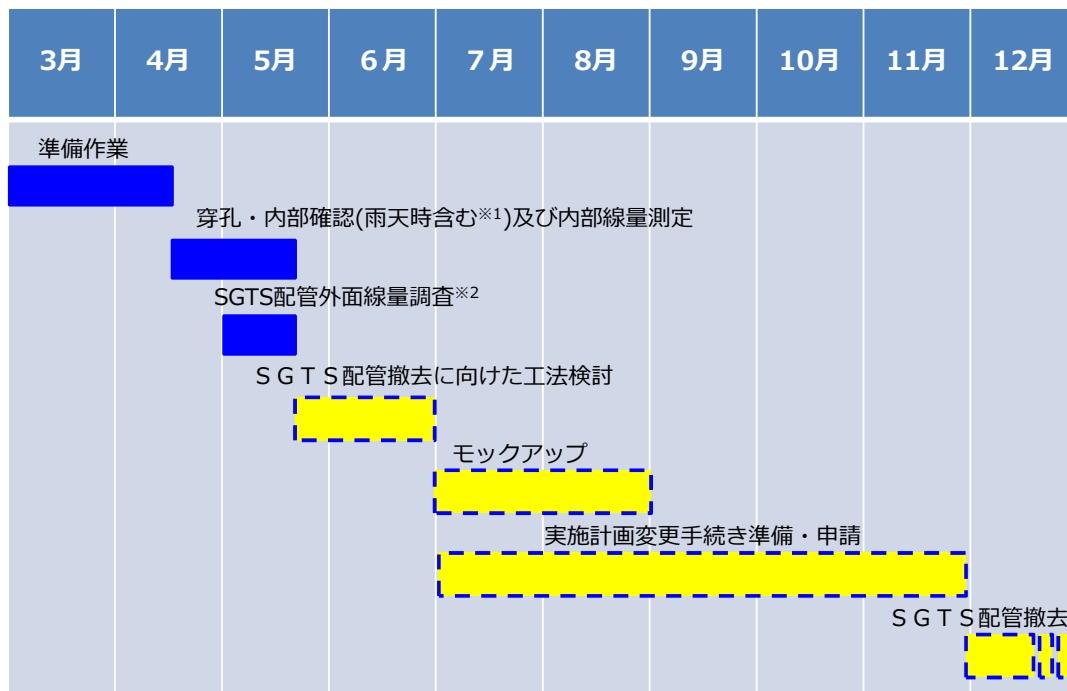 3月 4月 5月 6月 7月 8月 9月 10月 11月 12月
準備作業
穿孔・内部確認(雨天時含む※1)及び内部線量測定
SGTS配管外面線量調査※2
ＳＧＴＳ配管撤去に向けた工法検討
モックアップ
実施計画変更手続き準備・申請
ＳＧＴＳ配管撤去